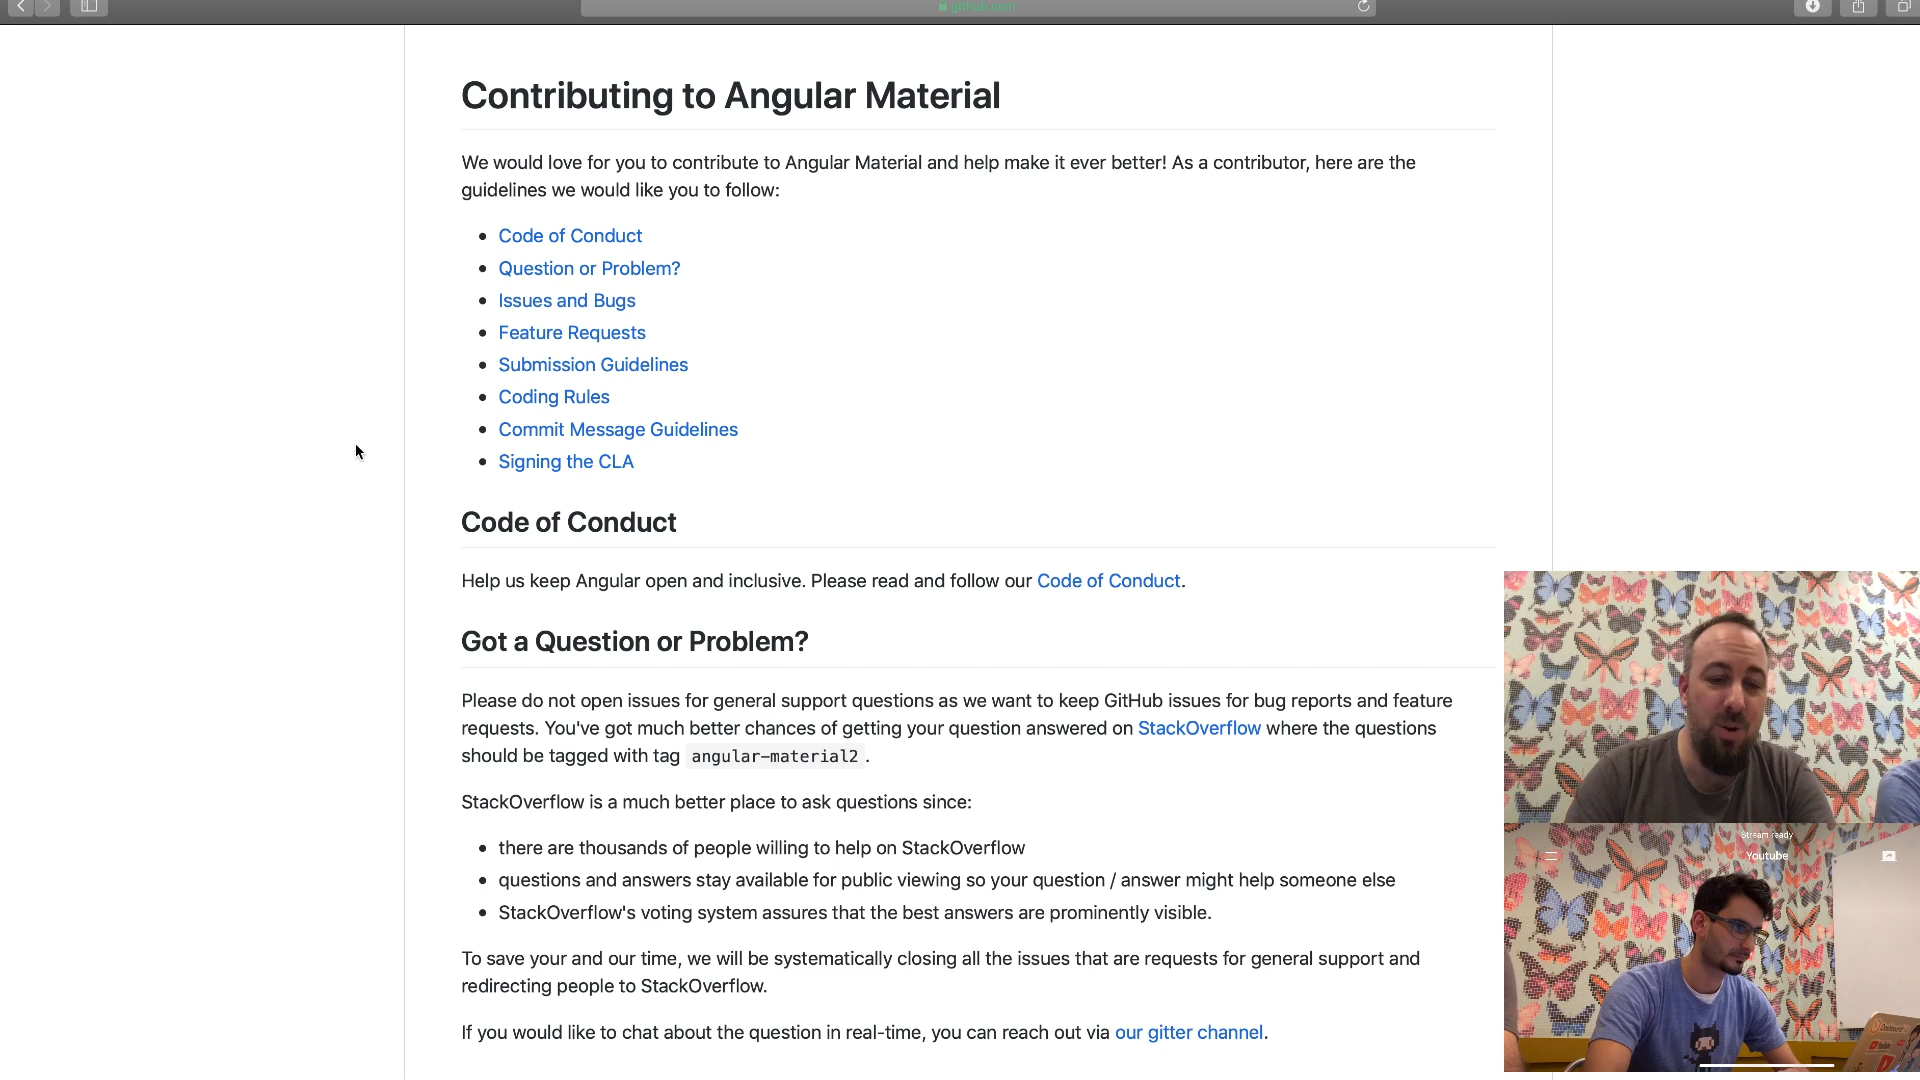 github.com
Contributing to Angular Material
We would love for you to contribute to Angular Material and help make it ever better! As a contributor, here are the
guidelines we would like you to follow:
Code of Conduct
Question or Problem?
Issues and Bugs
Feature Requests
Submission Guidelines
Coding Rules
Commit Message Guidelines
Signing the CLA
Code of Conduct
Help us keep Angular open and inclusive. Please read and follow our Code of Conduct.
Got a Question or Problem?
Please do not open issues for general support questions as we want to keep GitHub issues for bug reports and feature
requests. You've got much better chances of getting your question answered on StackOverflow where the questions
should be tagged with tag angular-material2 .
StackOverflow is a much better place to ask questions since:
there are thousands of people willing to help on StackOverflow
questions and answers stay available for public viewing so your question / answer might help someone else
StackOverflow's voting system assures that the best answers are prominently visible.
To save your and our time, we will be systematically closing all the issues that are requests for general support and
redirecting people to StackOverflow.
If you would like to chat about the question in real-time, you can reach out via our gitter channel.
Stream ready
Youtube